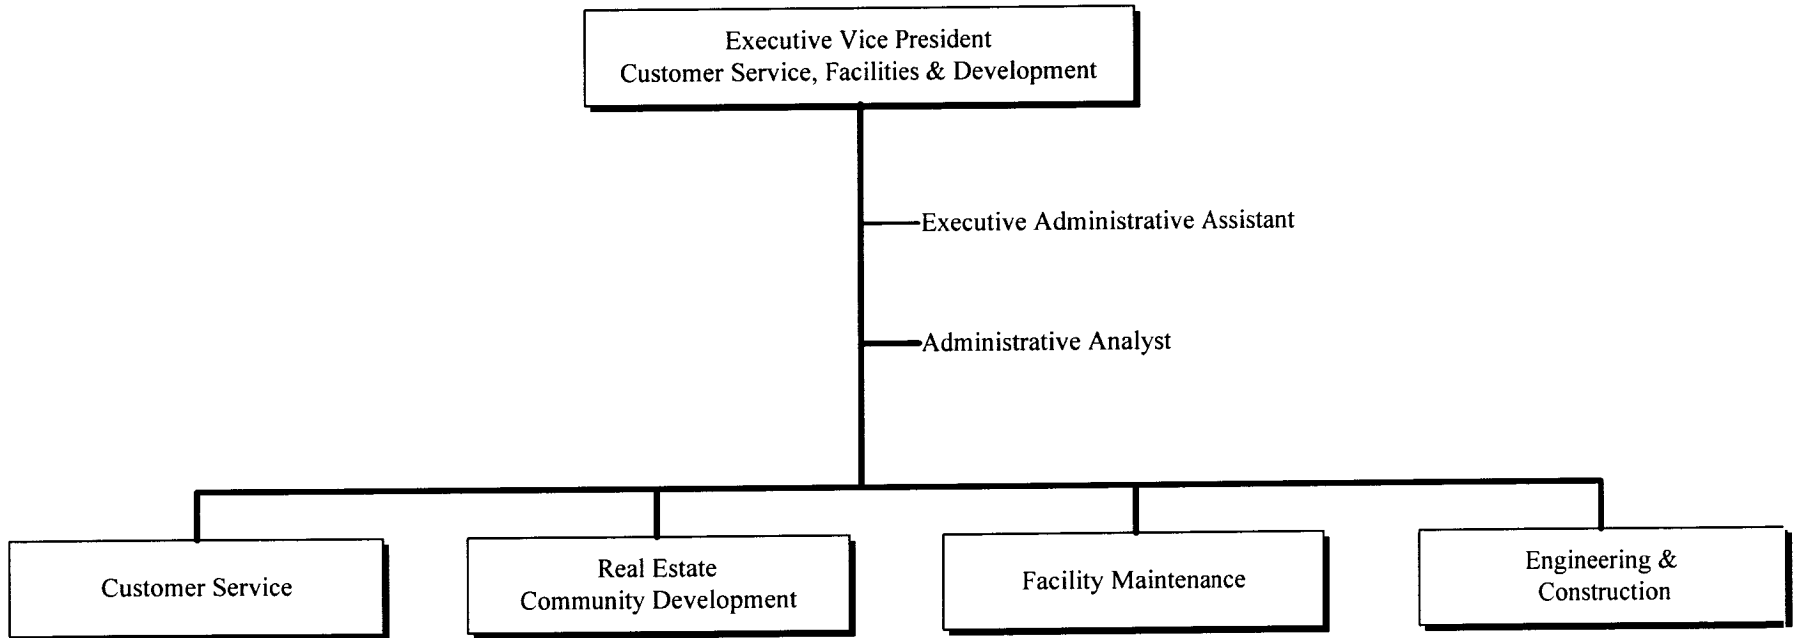 Executive Vice President
Customer Service, Facilities & Development
Executive Administrative Assistant
Administrative Analyst
Customer Service
Real Estate
Community Development
Facility Maintenance
Engineering &
Construction